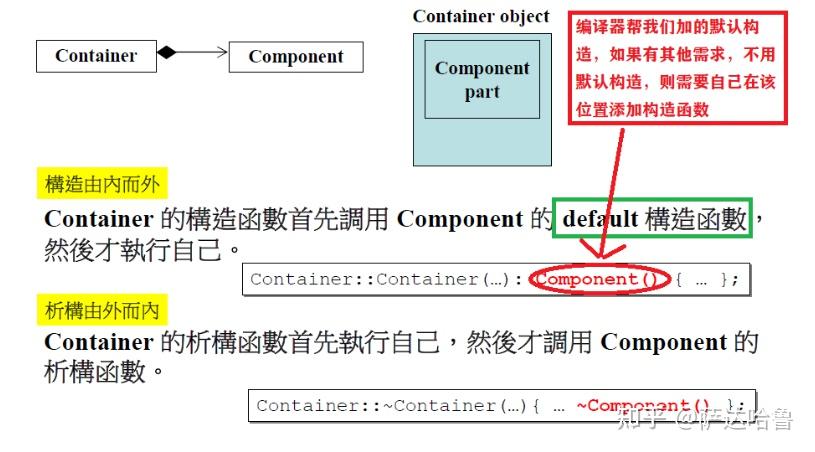 Container object
编译器帮我们加的默认构
造，如果有其他需求，不用
默认构造，则需要自己在该
位置添加构造函数
Container
Component
Component
part
構造由內而外
Container 的構造函數首先調用 Component 的 default 構造函數，
然後才執行自己。
Container::Container(…): Component() { … };
析構由外而內
Container 的析構函數首先執行自己，然後才調用 Component 的
析構函數。
Container::~Container(…){ … ~Component() };
知乎 @萨达哈鲁